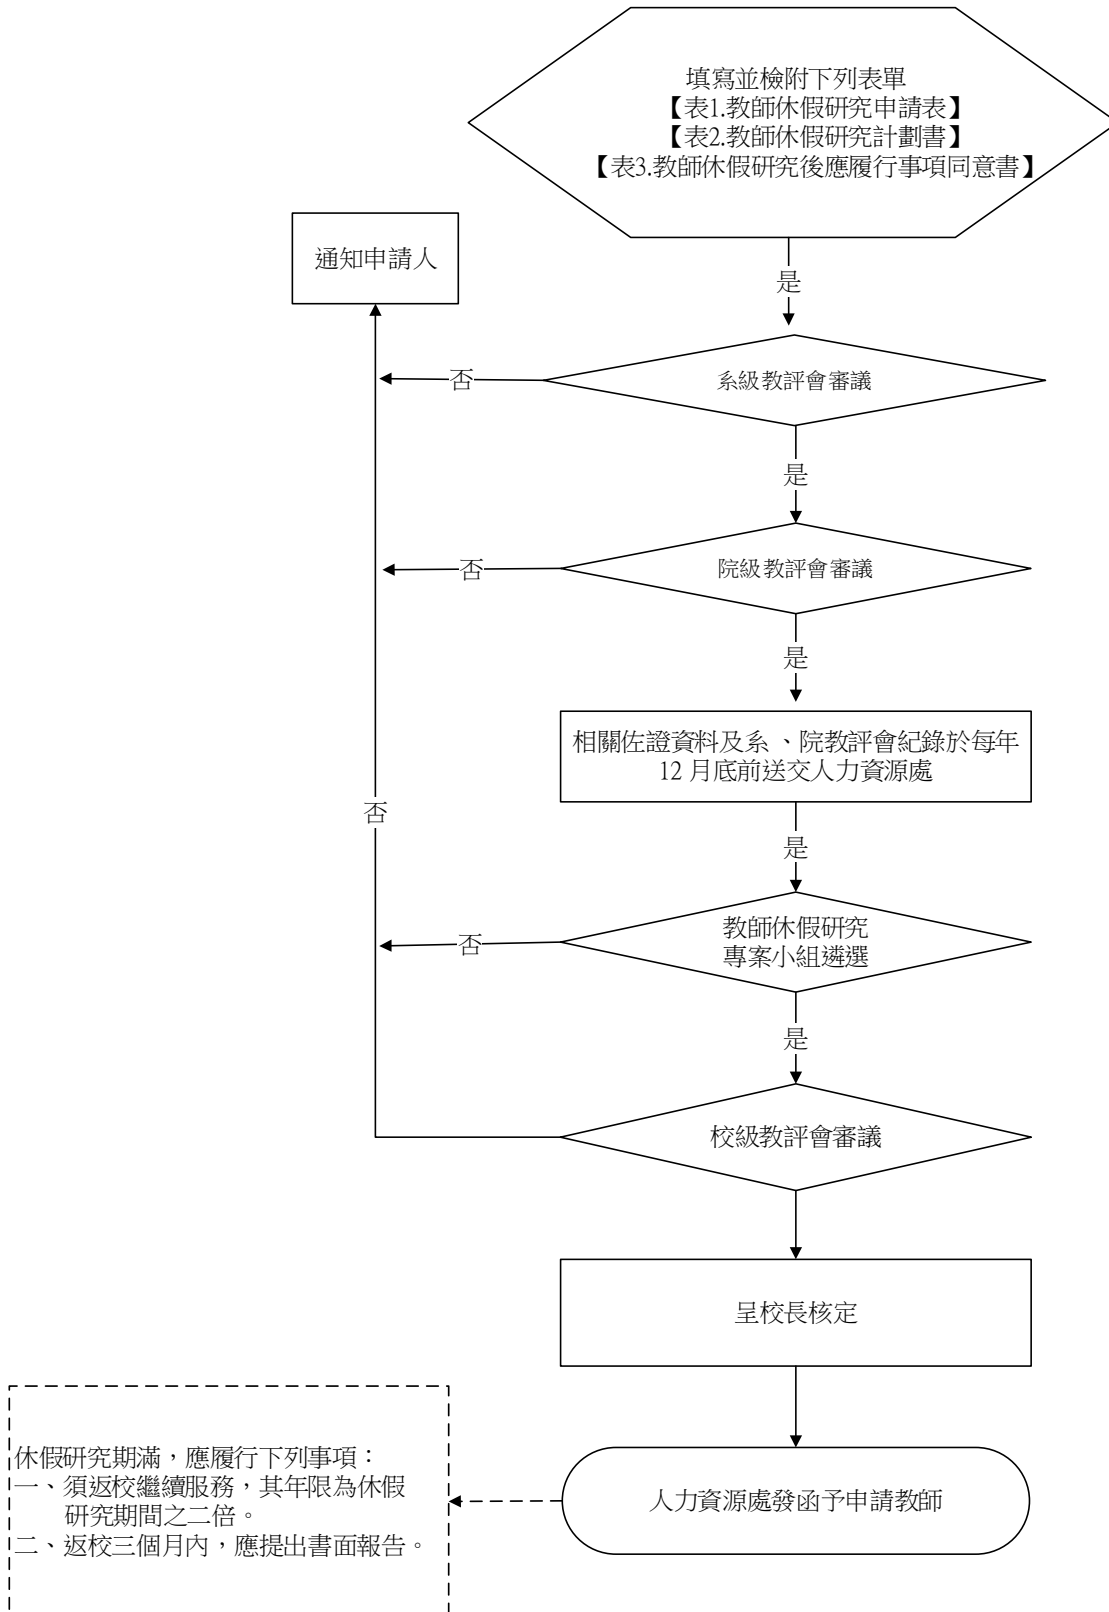 填寫並檢附下列表單
【表1.教師休假研究申請表】
【表2.教師休假研究計劃書】
【表3.教師休假研究後應履行事項同意書】
通知申請人
是
系級教評會審議
否
是
院級教評會審議
否
是
相關佐證資料及系、院教評會紀錄於每年
12 月底前送交人力資源處
否
是
教師休假研究
專案小組遴選
否
是
校級教評會審議
呈校長核定
人力資源處發函予申請教師
休假研究期滿，應履行下列事項：
一、須返校繼續服務，其年限為休假
研究期間之二倍。
二、返校三個月內，應提出書面報告。